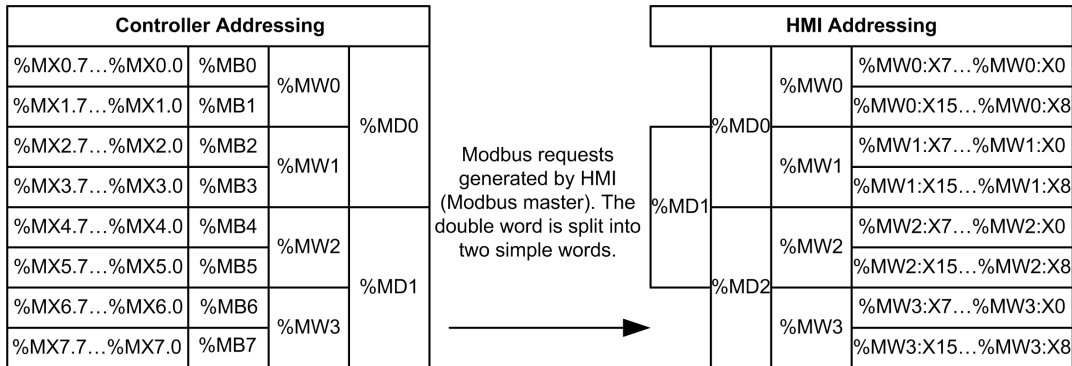 Controller Addressing
%MX0.7...%MX0.0 %MB0 %MW0 %MD0
%MX1.7...%MX1.0 %MB1
%MX2.7...%MX2.0 %MB2 %MW1
%MX3.7...%MX3.0 %MB3
%MX4.7...%MX4.0 %MB4 %MW2 %MD1
%MX5.7...%MX5.0 %MB5
%MX6.7...%MX6.0 %MB6 %MW3
%MX7.7...%MX7.0 %MB7
Modbus requests
generated by HMI
(Modbus master). The
double word is split into
two simple words.
HMI Addressing
%MD0 %MW0 %MW0:X7...%MW0:X0
%MW0:X15...%MW0:X8
%MD1 %MW1 %MW1:X7...%MW1:X0
%MW1:X15...%MW1:X8
%MD2 %MW2 %MW2:X7...%MW2:X0
%MW2:X15...%MW2:X8
%MW3 %MW3:X7...%MW3:X0
%MW3:X15...%MW3:X8